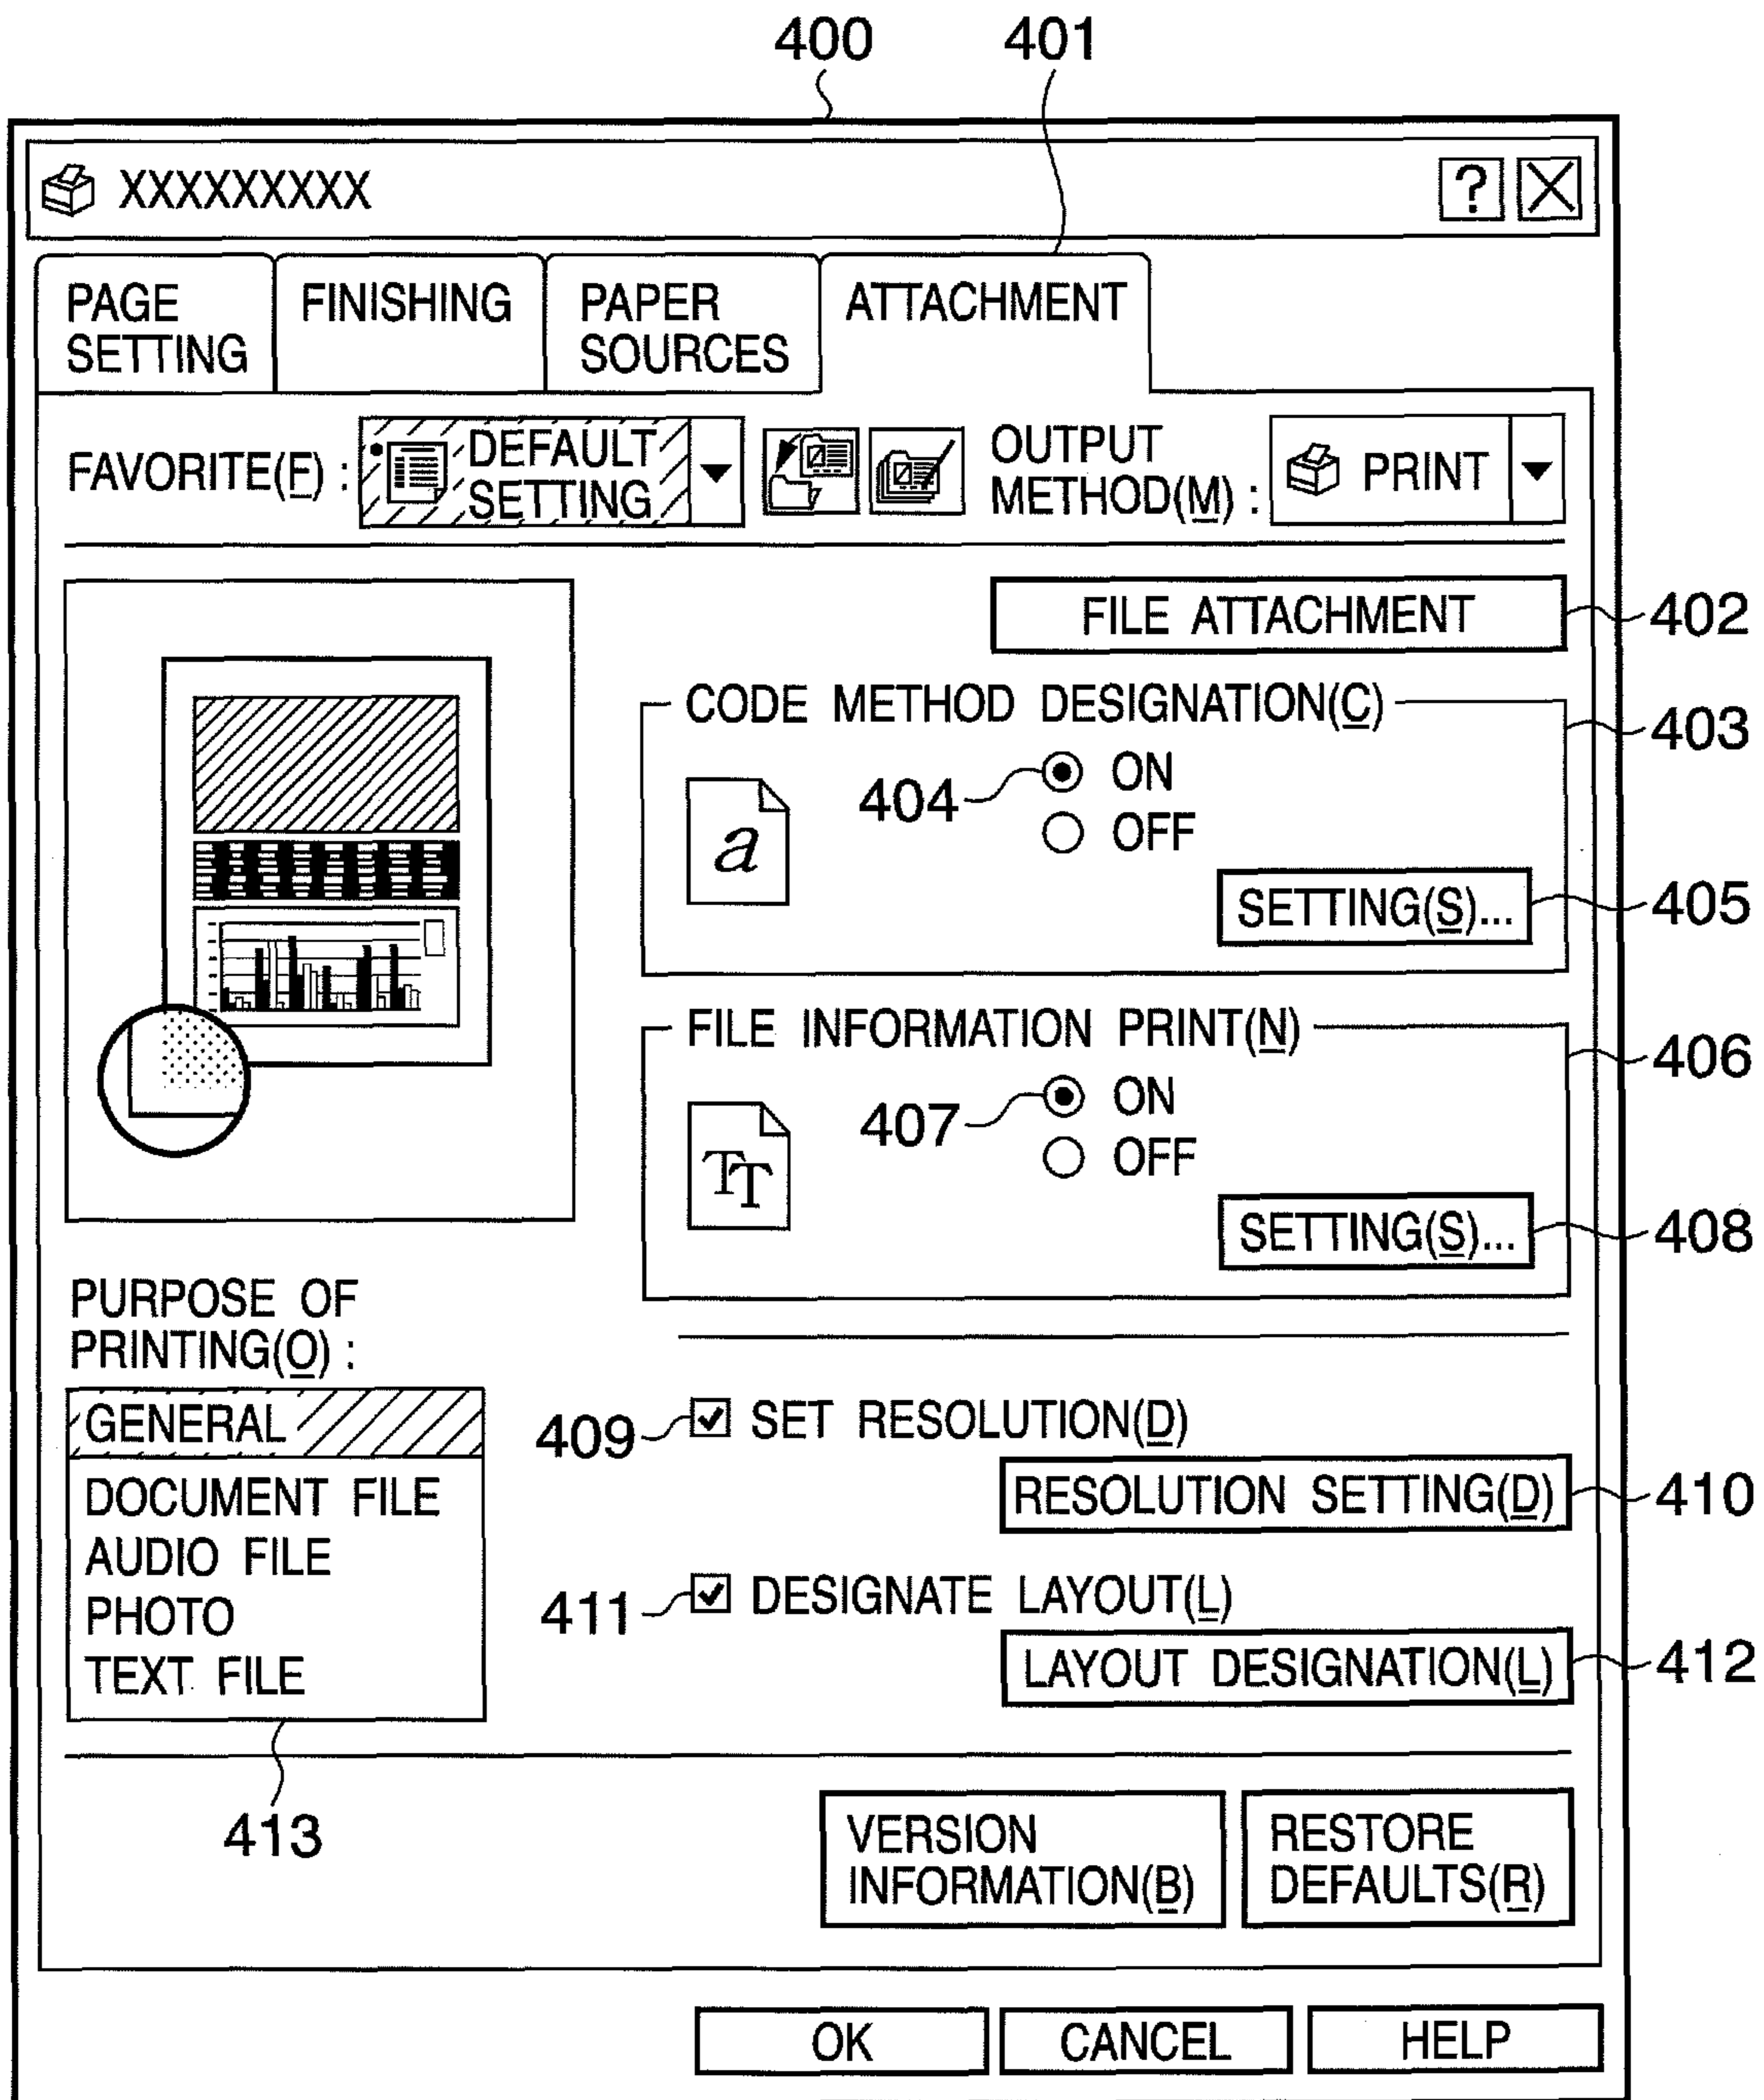 400 401
XXXXXXXXX ?
PAGE
SETTING
FINISHING
PAPER
SOURCES
ATTACHMENT
FAVORITE(F) :
DEFAULT
SETTING
OUTPUT
METHOD(M) :
PRINT
FILE ATTACHMENT 402
CODE METHOD DESIGNATION(C) 403
a
404 ON
OFF
SETTING(S)... 405
FILE INFORMATION PRINT(N) 406
TT
407 ON
OFF
SETTING(S)... 408
PURPOSE OF
PRINTING(O) :
GENERAL
DOCUMENT FILE
AUDIO FILE
PHOTO
TEXT FILE
413
409 SET RESOLUTION(D)
RESOLUTION SETTING(D) 410
411 DESIGNATE LAYOUT(L)
LAYOUT DESIGNATION(L) 412
VERSION
INFORMATION(B)
RESTORE
DEFAULTS(R)
OK CANCEL HELP